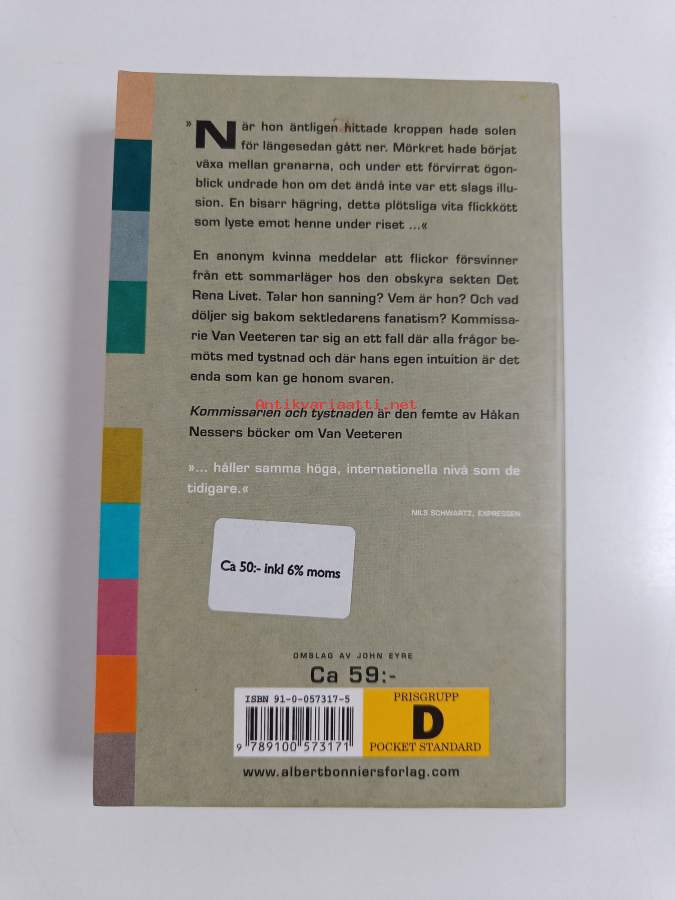 »När hon äntligen hittade kroppen hade solen
för längesedan gått ner. Mörkret hade börjat
växa mellan granarna, och under ett förvirrat ögon-
blick undrade hon om det ändå inte var ett slags illu-
sion. En bisarr hägring, detta plötsliga vita flickkött
som lyste emot henne under riset ...«
En anonym kvinna meddelar att flickor försvinner
från ett sommarläger hos den obskyra sekten Det
Rena Livet. Talar hon sanning? Vem är hon? Och vad
döljer sig bakom sektledarens fanatism? Kommissa-
rie Van Veeteren tar sig an ett fall där alla frågor be-
möts med tystnad och där hans egen intuition är det
enda som kan ge honom svaren.
Antikvariaatti.net
Kommissarien och tystnaden är den femte av Håkan
Nessers böcker om Van Veeteren
»... håller samma höga, internationella nivå som de
tidigare.«
NILS SCHWARTZ, EXPRESSEN
Ca 50:- inkl 6% moms
OMSLAG AV JOHN EYRE
Ca 59:-
ISBN 91-0-057317-5
PRISGRUPP
D
POCKET STANDARD
9 789100 573171
www.albertbonniersforlag.com